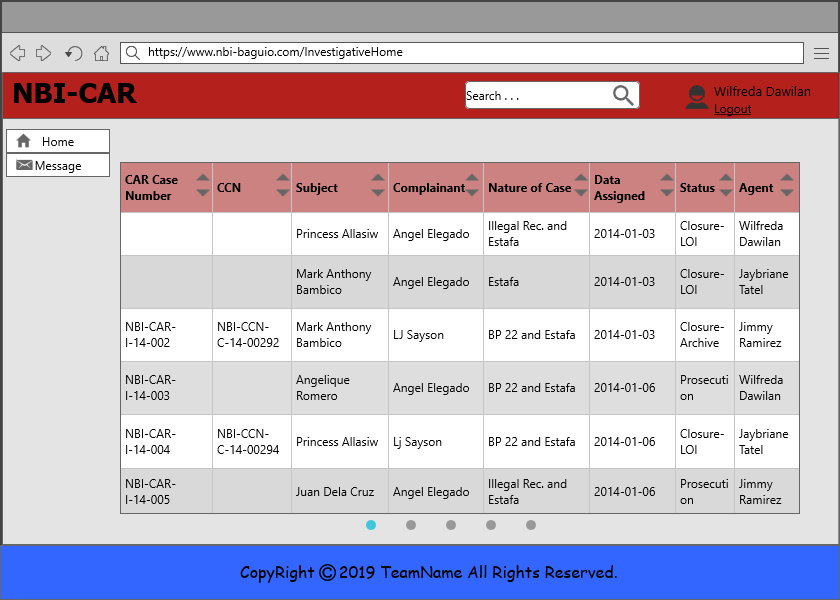 https://www.nbi-baguio.com/InvestigativeHome
NBI-CAR
Search . . .
Wilfreda Dawilan
Logout
Home
Message
CAR Case
Number
CCN
Subject
Complainant
Nature of Case
Data
Assigned
Status
Agent
Princess Allasiw
Angel Elegado
Illegal Rec. and
Estafa
2014-01-03
Closure-
LOI
Wilfreda
Dawilan
Mark Anthony
Bambico
Angel Elegado
Estafa
2014-01-03
Closure-
LOI
Jaybriane
Tatel
NBI-CAR-
I-14-002
NBI-CCN-
C-14-00292
Mark Anthony
Bambico
LJ Sayson
BP 22 and Estafa
2014-01-03
Closure-
Archive
Jimmy
Ramirez
NBI-CAR-
I-14-003
Angelique
Romero
Angel Elegado
BP 22 and Estafa
2014-01-06
Prosecuti
on
Wilfreda
Dawilan
NBI-CAR-
I-14-004
NBI-CCN-
C-14-00294
Princess Allasiw
Lj Sayson
BP 22 and Estafa
2014-01-06
Closure-
LOI
Jaybriane
Tatel
NBI-CAR-
I-14-005
Juan Dela Cruz
Angel Elegado
Illegal Rec. and
Estafa
2014-01-06
Prosecuti
on
Jimmy
Ramirez
CopyRight © 2019 TeamName All Rights Reserved.